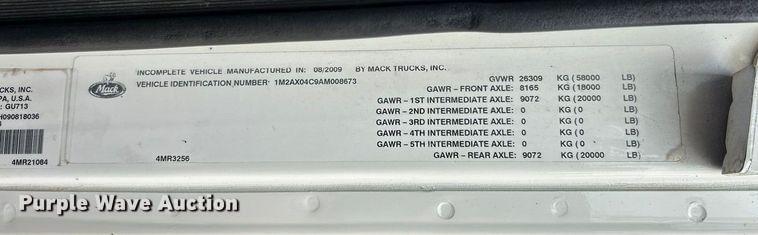 CKS, INC.
PA, U.S.A.
: GU713
H090818036
4MR21084
Mack
INCOMPLETE VEHICLE MANUFACTURED IN: 08/2009 BY MACK TRUCKS, INC.
VEHICLE IDENTIFICATION NUMBER: 1M2AX04C9AM008673
GVWR 26309 KG (58000 LB)
GAWR – FRONT AXLE: 8165 KG (18000 LB)
GAWR – 1ST INTERMEDIATE AXLE: 9072 KG (20000 LB)
GAWR – 2ND INTERMEDIATE AXLE: 0 KG (0 LB)
GAWR – 3RD INTERMEDIATE AXLE: 0 KG (0 LB)
GAWR – 4TH INTERMEDIATE AXLE: 0 KG (0 LB)
GAWR – 5TH INTERMEDIATE AXLE: 0 KG (0 LB)
GAWR – REAR AXLE: 9072 KG (20000 LB)
4MR3256
Purple Wave Auction